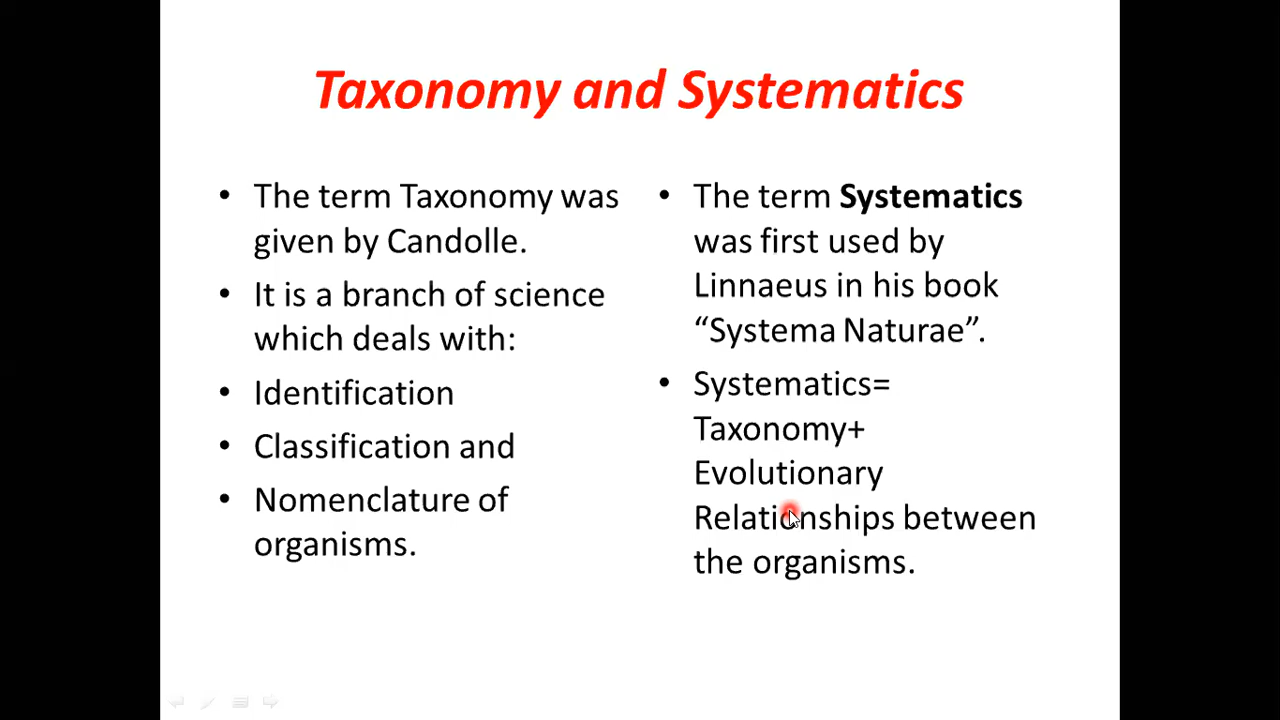 Taxonomy and Systematics
• The term Taxonomy was
given by Candolle.
• It is a branch of science
which deals with:
• Identification
• Classification and
• Nomenclature of
organisms.
• The term Systematics
was first used by
Linnaeus in his book
“Systema Naturae”.
• Systematics=
Taxonomy+
Evolutionary
Relationships between
the organisms.